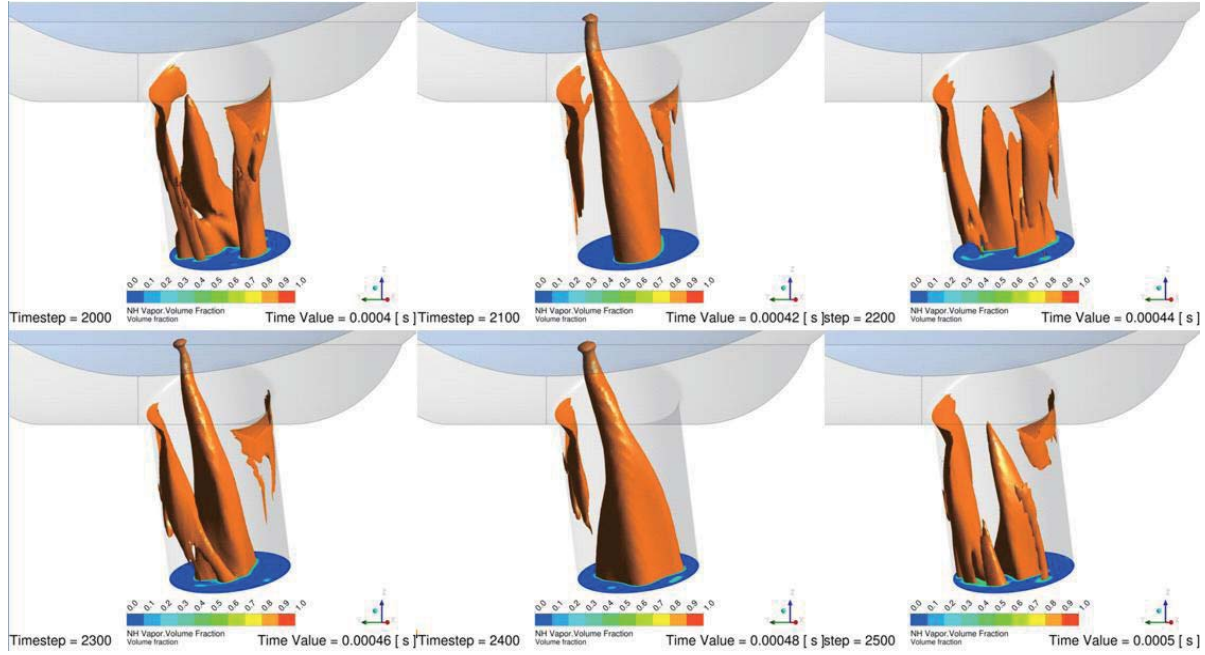 0.0 0.1 0.2 0.3 0.4 0.5 0.6 0.7 0.8 0.9 1.0
NH Vapor.Volume Fraction
Volume fraction
Timestep = 2000
Time Value = 0.0004 [ s ]
0.0 0.1 0.2 0.3 0.4 0.5 0.6 0.7 0.8 0.9 1.0
NH Vapor.Volume Fraction
Volume fraction
Timestep = 2100
Time Value = 0.00042 [ s ]
0.0 0.1 0.2 0.3 0.4 0.5 0.6 0.7 0.8 0.9 1.0
NH Vapor.Volume Fraction
Volume fraction
step = 2200
Time Value = 0.00044 [ s ]
0.0 0.1 0.2 0.3 0.4 0.5 0.6 0.7 0.8 0.9 1.0
NH Vapor.Volume Fraction
Volume fraction
Timestep = 2300
Time Value = 0.00046 [ s ]
0.0 0.1 0.2 0.3 0.4 0.5 0.6 0.7 0.8 0.9 1.0
NH Vapor.Volume Fraction
Volume fraction
Timestep = 2400
Time Value = 0.00048 [ s ]
0.0 0.1 0.2 0.3 0.4 0.5 0.6 0.7 0.8 0.9 1.0
NH Vapor.Volume Fraction
Volume fraction
step = 2500
Time Value = 0.0005 [ s ]